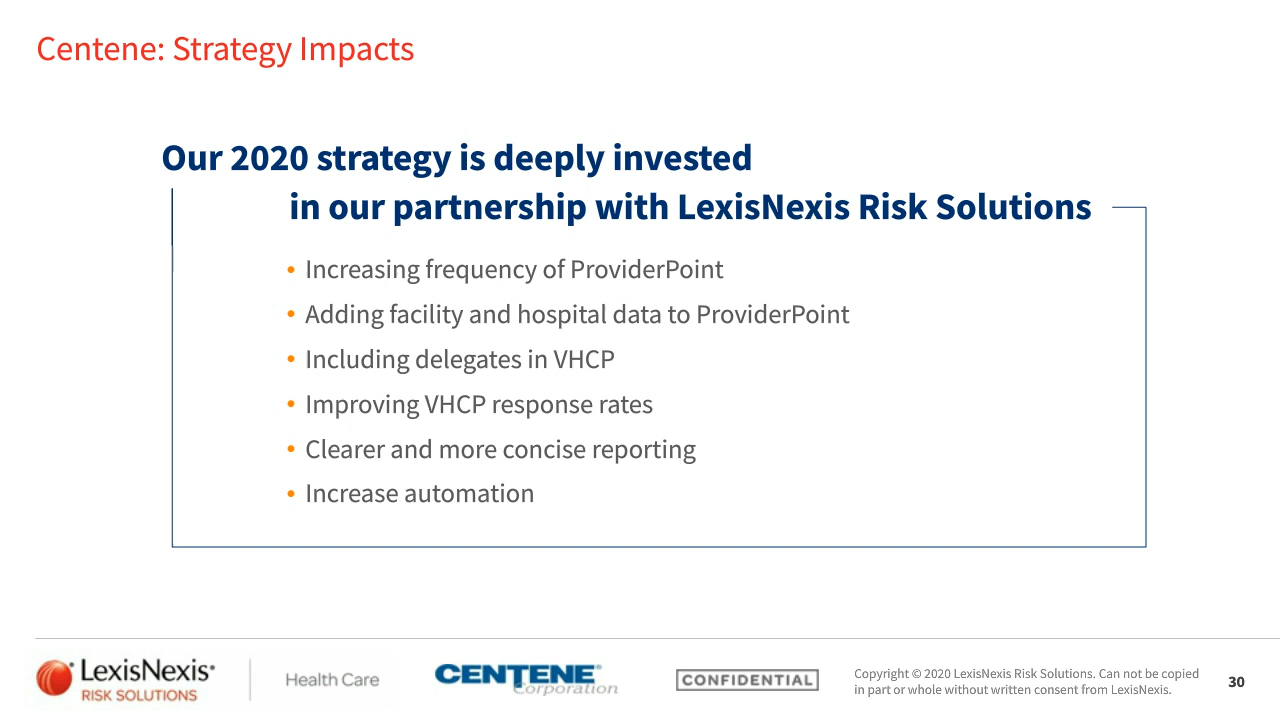 Centene: Strategy Impacts
Our 2020 strategy is deeply invested
in our partnership with LexisNexis Risk Solutions
• Increasing frequency of ProviderPoint
• Adding facility and hospital data to ProviderPoint
• Including delegates in VHCP
• Improving VHCP response rates
• Clearer and more concise reporting
• Increase automation
LexisNexis®
RISK SOLUTIONS
Health Care
CENTENE®
Corporation
CONFIDENTIAL
Copyright © 2020 LexisNexis Risk Solutions. Can not be copied
in part or whole without written consent from LexisNexis.
30